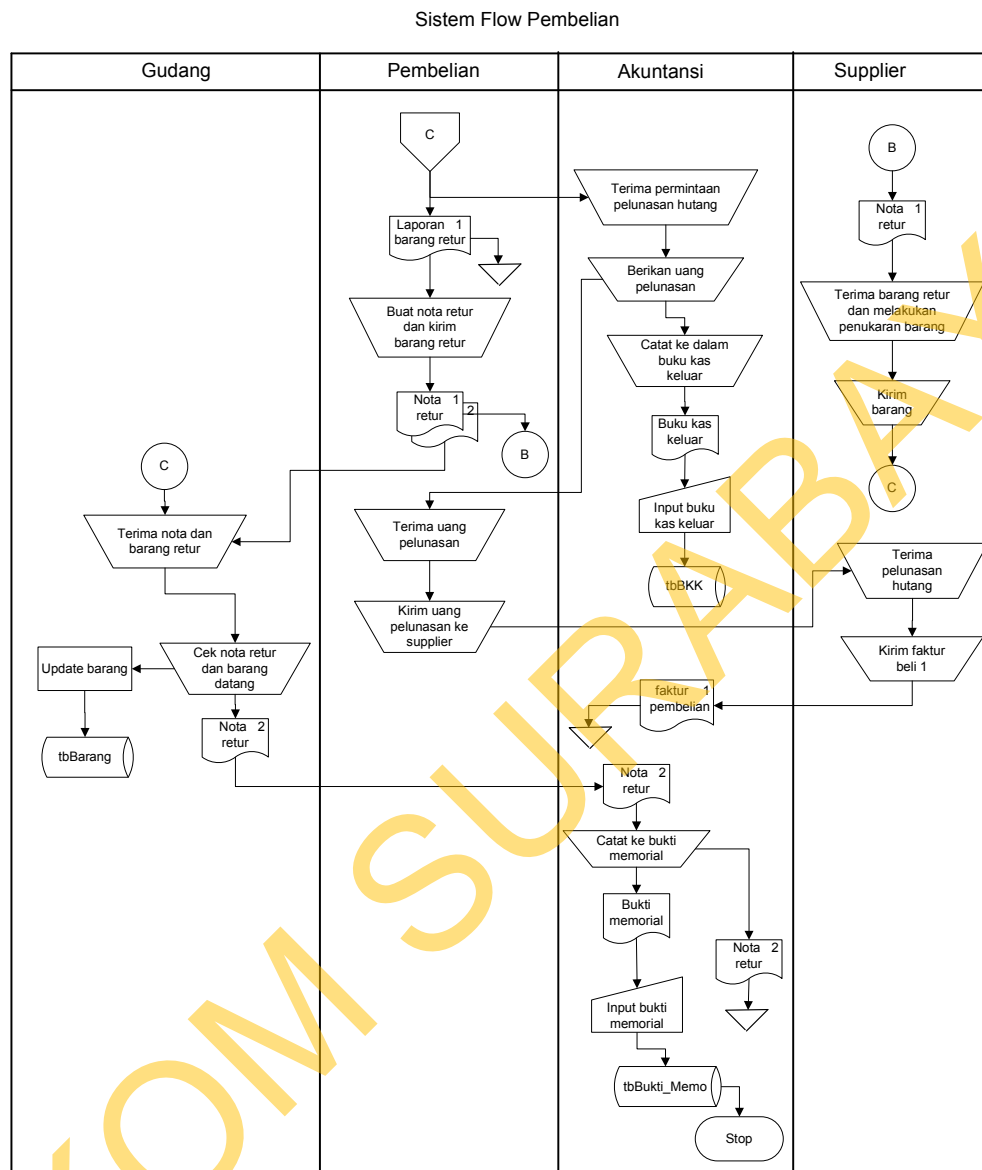 Sistem Flow Pembelian
Gudang
Pembelian
Akuntansi
Supplier
C
Laporan 1
barang retur
Buat nota retur
dan kirim
barang retur
Nota 1
retur
2
B
Terima permintaan
pelunasan hutang
Berikan uang
pelunasan
Catat ke dalam
buku kas
keluar
Buku kas
keluar
Input buku
kas keluar
tbBKK
B
Nota 1
retur
Terima barang retur
dan melakukan
penukaran barang
Kirim
barang
C
C
Terima nota dan
barang retur
Terima uang
pelunasan
Kirim uang
pelunasan ke
supplier
Terima
pelunasan
hutang
Kirim faktur
beli 1
Cek nota retur
dan barang
datang
Update barang
tbBarang
Nota 2
retur
faktur 1
pembelian
Nota 2
retur
Catat ke bukti
memorial
Bukti
memorial
Nota 2
retur
Input bukti
memorial
tbBukti_Memo
Stop
KOM SURABAY